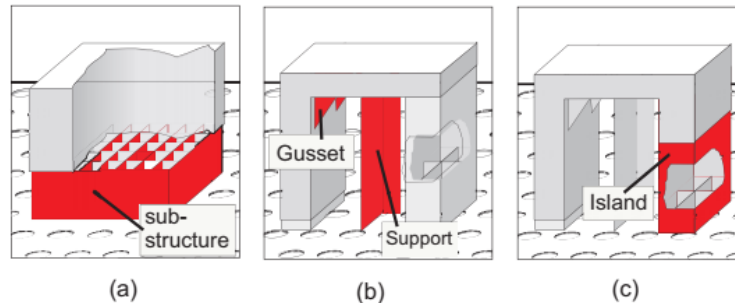 sub-
structure
Gusset
Support
Island
(a)
(b)
(c)